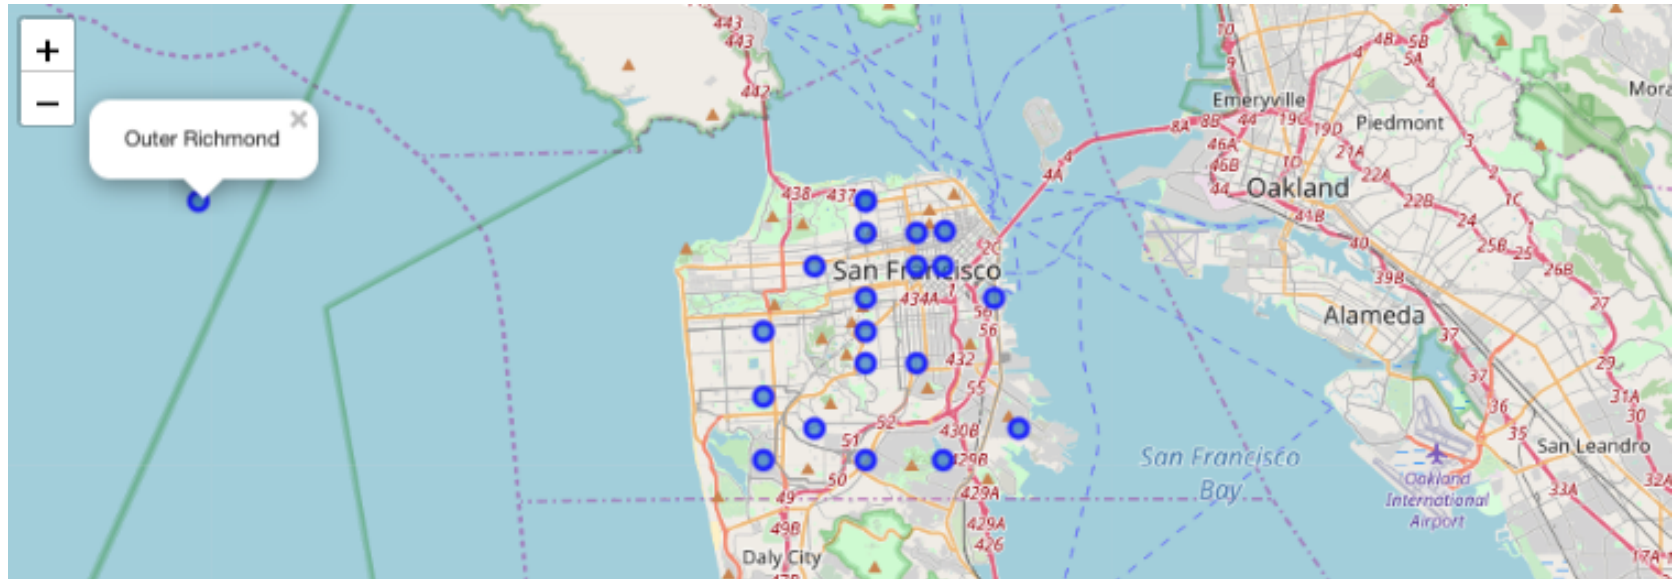 443
443
442
+
−
Outer Richmond
×
10
9
4
4B
5B
5A
4
Emeryville
8A
8B
44
19C
19D
46A
46B
44
Piedmont
3
2
1C
1
21A
22A
22B
24
25B
25
26B
27
4
4A
Oakland
41B
40
39B
438
437
2C
San Francisco
434A
1
56
56
432
55
52
51
50
430B
429B
429A
429A
426
49
49B
Daly City
Alameda
37
37
36
35
33A
29
31A
30
32A
17A
San Leandro
San Francisco
Bay
Oakland
International
Airport